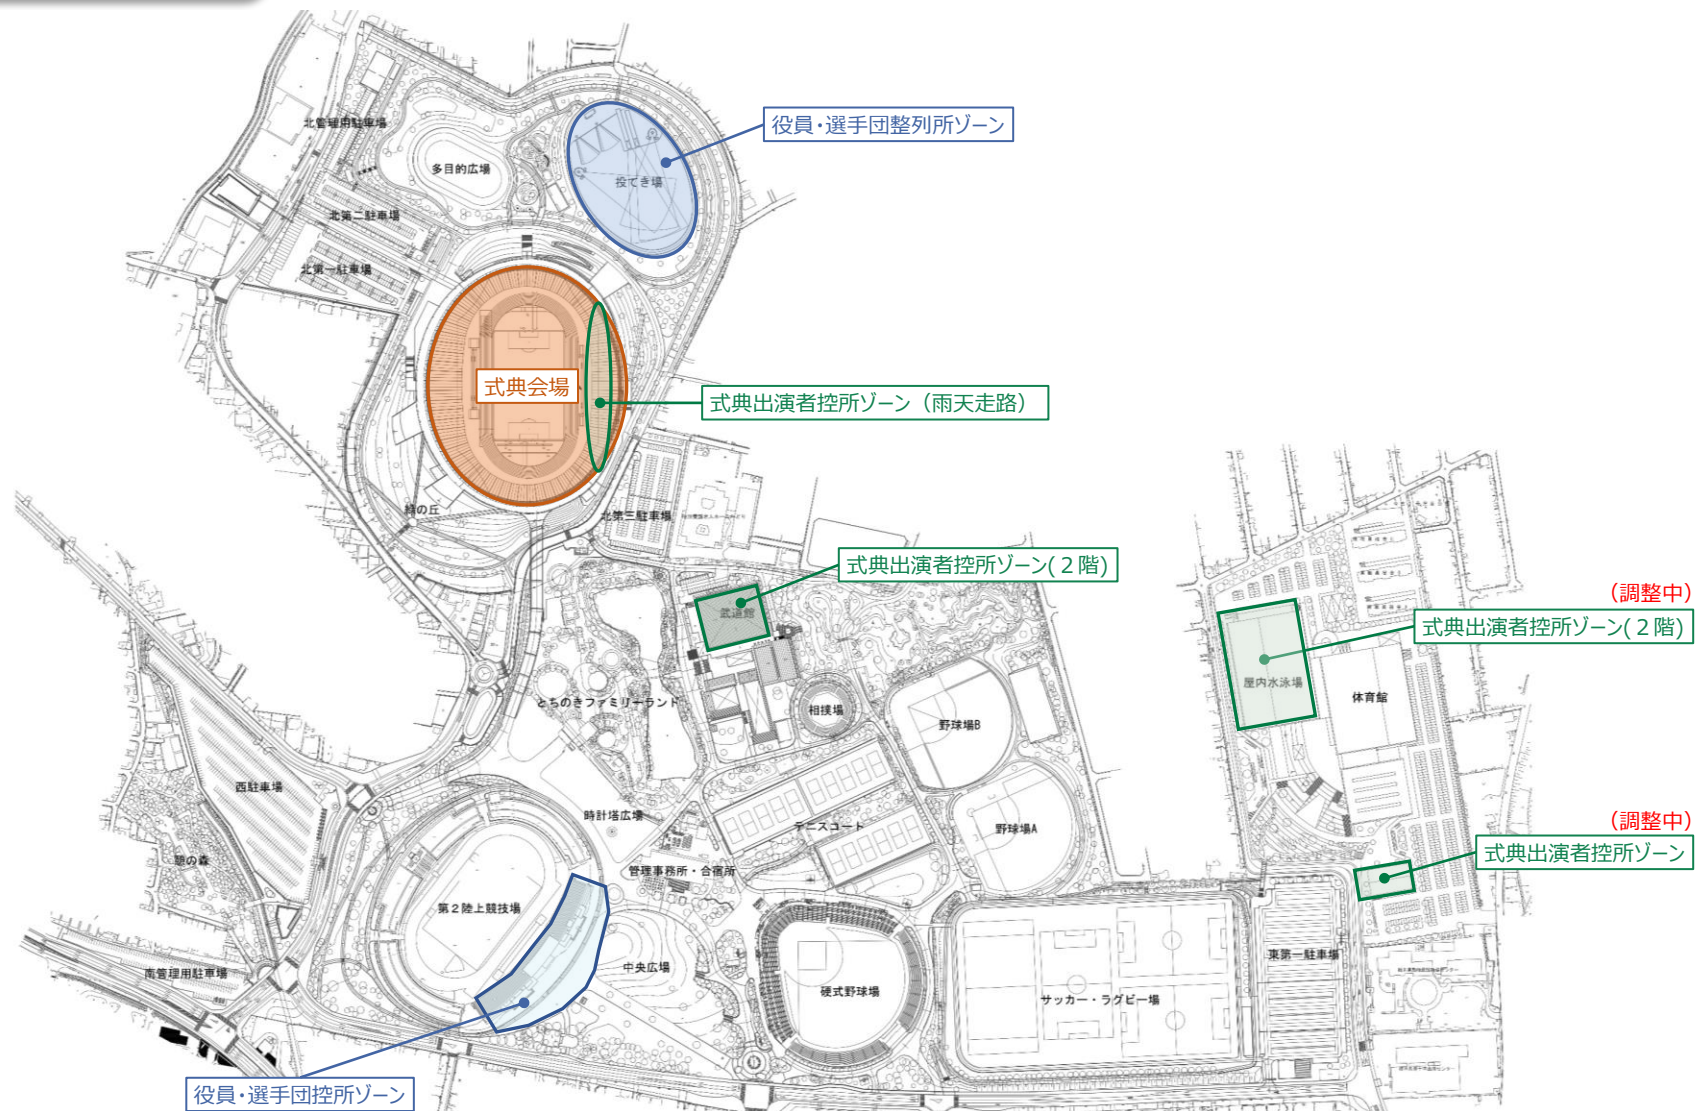 役員・選手団整列所ゾーン
北管理用駐車場
多目的広場
投てき場
北第二駐車場
北第一駐車場
式典会場
式典出演者控所ゾーン（雨天走路）
緑の丘
北第三駐車場
式典出演者控所ゾーン(２階)
武道館
（調整中）
式典出演者控所ゾーン(２階)
屋内水泳場
体育館
とちのきファミリーランド
相撲場
野球場B
西駐車場
時計塔広場
テニスコート
野球場A
（調整中）
式典出演者控所ゾーン
憩の森
管理事務所・合宿所
第２陸上競技場
中央広場
南管理用駐車場
硬式野球場
サッカー・ラグビー場
東第一駐車場
役員・選手団控所ゾーン